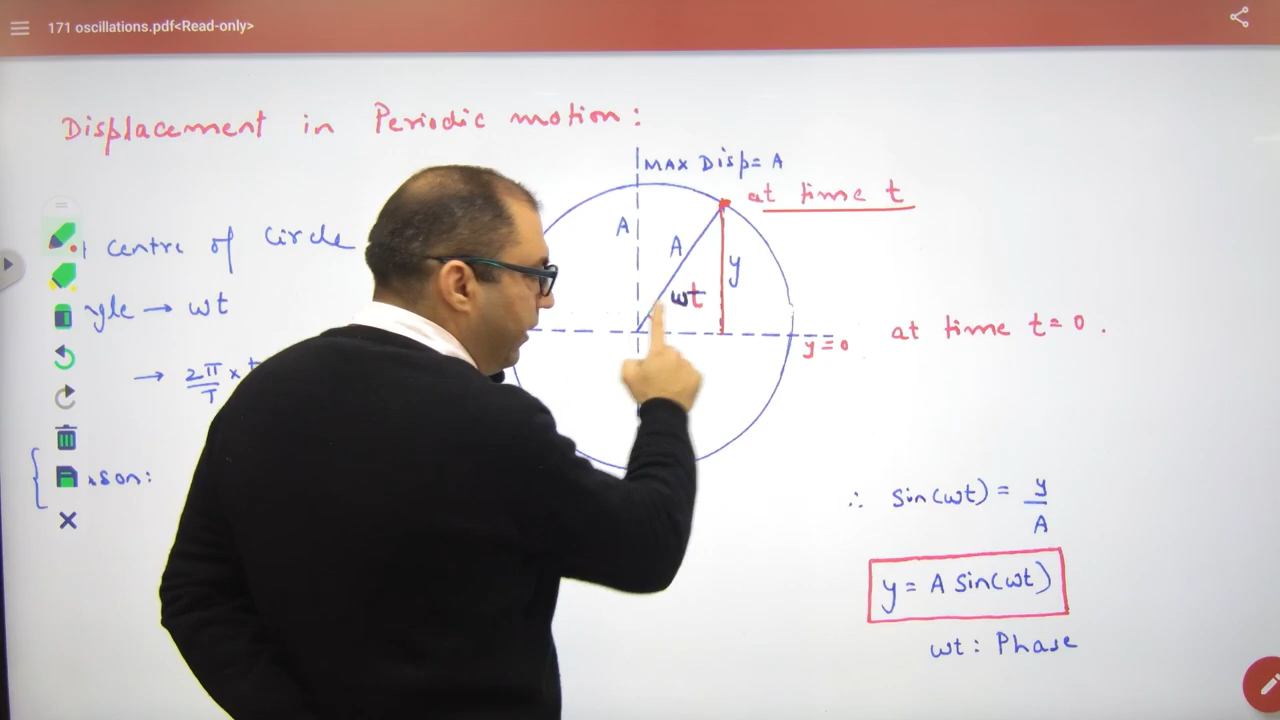 171 oscillations.pdf<Read-only>
Displacement in Periodic motion:
MAX Disp= A
at time t
A
A
y
centre of circle
ωt
→ ωt
y=0
at time t=0.
→ 2π/T ×
∴ sin(ωt) = y/A
y = A sin(ωt)
ωt : Phase